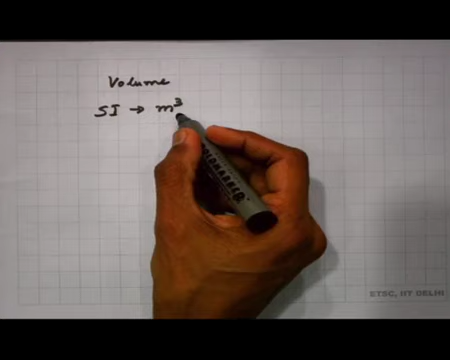 Volume
SI → m³
ETSC, IIT DELHI